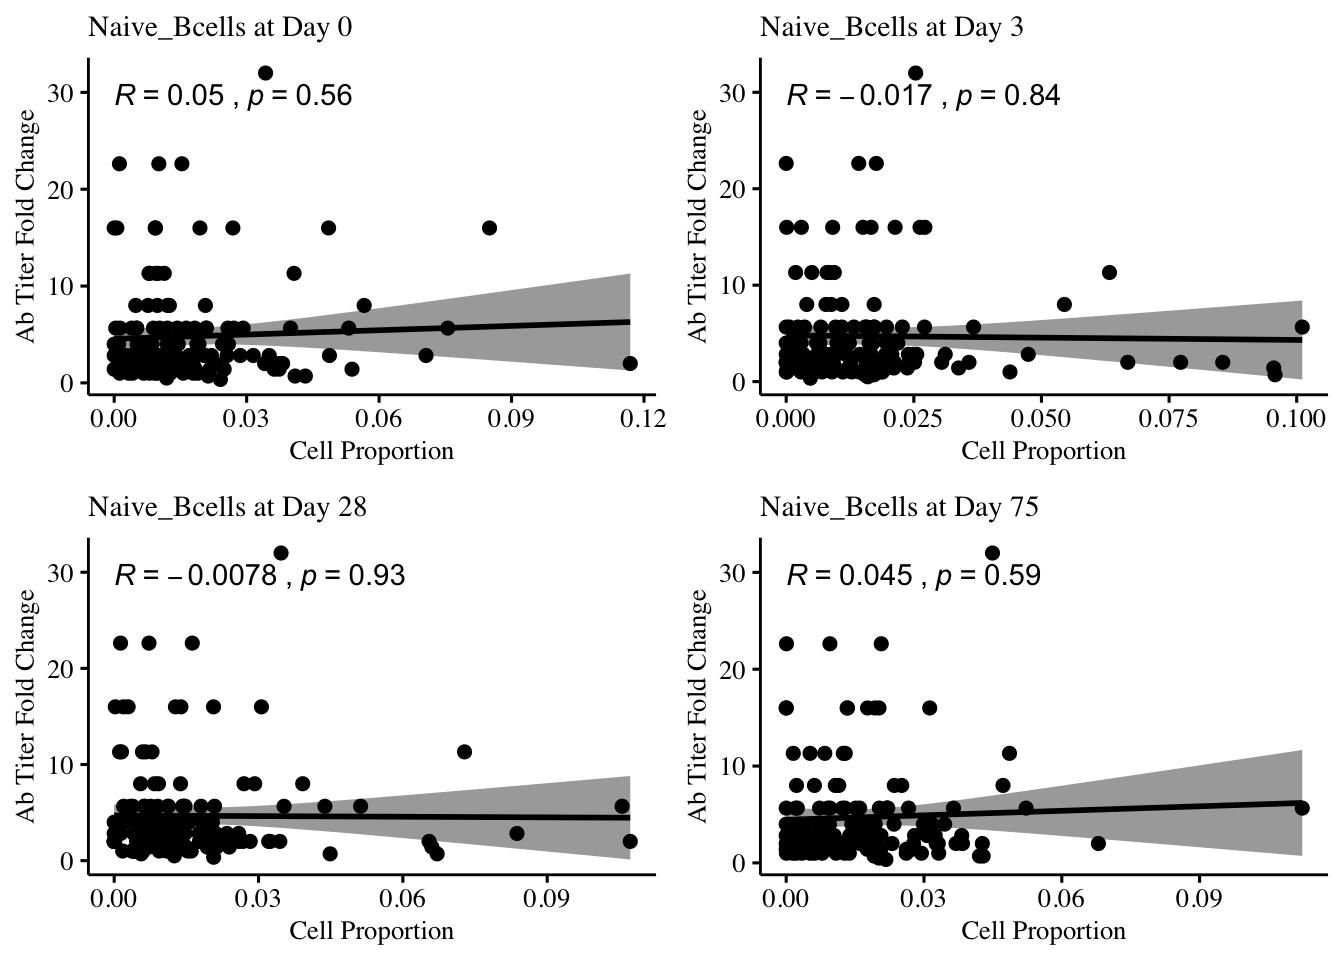 Naive_Bcells at Day 0
R = 0.05 , p = 0.56
30
20
10
0
Ab Titer Fold Change
0.00 0.03 0.06 0.09 0.12
Cell Proportion
Naive_Bcells at Day 3
R = −0.017 , p = 0.84
30
20
10
0
Ab Titer Fold Change
0.000 0.025 0.050 0.075 0.100
Cell Proportion
Naive_Bcells at Day 28
R = −0.0078 , p = 0.93
30
20
10
0
Ab Titer Fold Change
0.00 0.03 0.06 0.09
Cell Proportion
Naive_Bcells at Day 75
R = 0.045 , p = 0.59
30
20
10
0
Ab Titer Fold Change
0.00 0.03 0.06 0.09
Cell Proportion